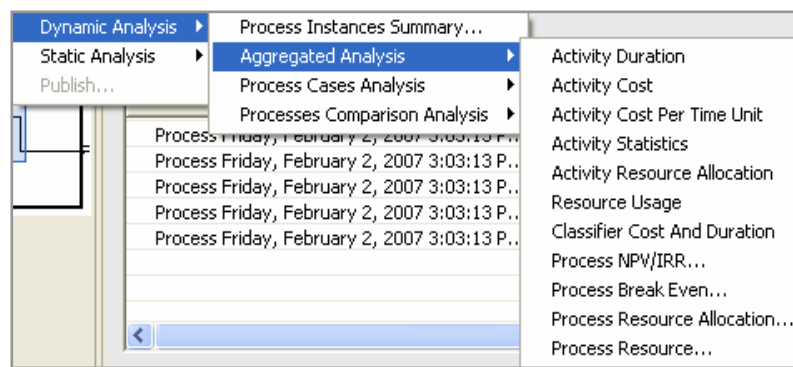 Dynamic Analysis
Static Analysis
Publish...
Process Instances Summary...
Aggregated Analysis
Process Cases Analysis
Processes Comparison Analysis
Activity Duration
Activity Cost
Activity Cost Per Time Unit
Activity Statistics
Activity Resource Allocation
Resource Usage
Classifier Cost And Duration
Process NPV/IRR...
Process Break Even...
Process Resource Allocation...
Process Resource...
Process Friday, February 2, 2007 3:03:13 P...
Process Friday, February 2, 2007 3:03:13 P...
Process Friday, February 2, 2007 3:03:13 P...
Process Friday, February 2, 2007 3:03:13 P...
Process Friday, February 2, 2007 3:03:13 P...